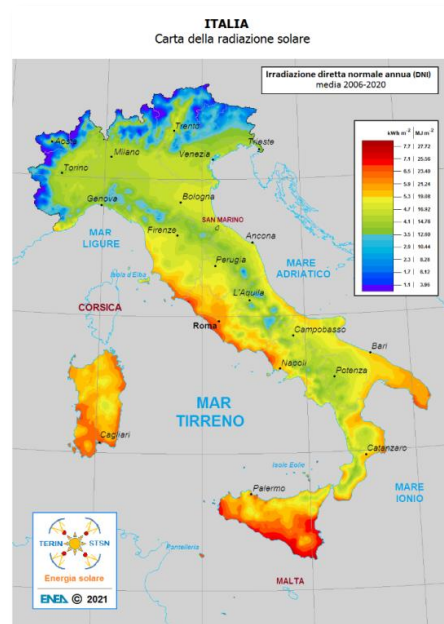 ITALIA
Carta della radiazione solare
Irradiazione diretta normale annua (DNI)
media 2006-2020
kWh m⁻² MJ m⁻²
7.7 27.72
7.1 25.56
6.5 23.40
5.9 21.24
5.3 19.08
4.7 16.92
4.1 14.76
3.5 12.60
2.9 10.44
2.3 8.28
1.7 6.12
1.1 3.96
Aosta
Trento
Trieste
Milano
Venezia
Torino
Genova
Bologna
SAN MARINO
Firenze
MAR
LIGURE
Ancona
MARE
ADRIATICO
Perugia
Isola d'Elba
L'Aquila
CORSICA
Roma
Campobasso
Bari
Napoli
Potenza
MAR
TIRRENO
Cagliari
Catanzaro
Isole Eolie
MARE
IONIO
Palermo
Pantelleria
MALTA
TERIN STSN
Energia solare
ENEA © 2021